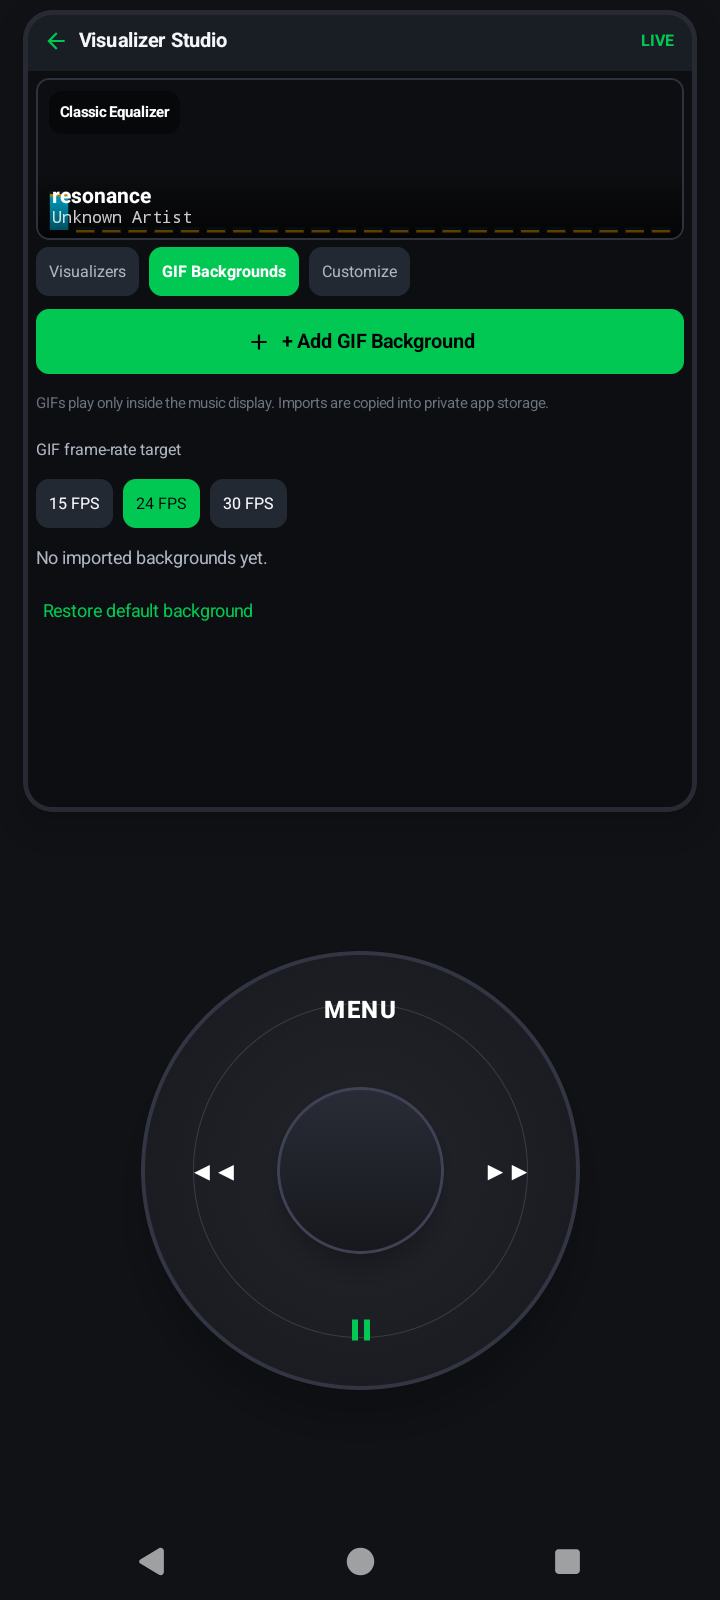 Visualizer Studio
LIVE
Classic Equalizer
resonance
Unknown Artist
Visualizers
GIF Backgrounds
Customize
+ + Add GIF Background
GIFs play only inside the music display. Imports are copied into private app storage.
GIF frame-rate target
15 FPS
24 FPS
30 FPS
No imported backgrounds yet.
Restore default background
MENU